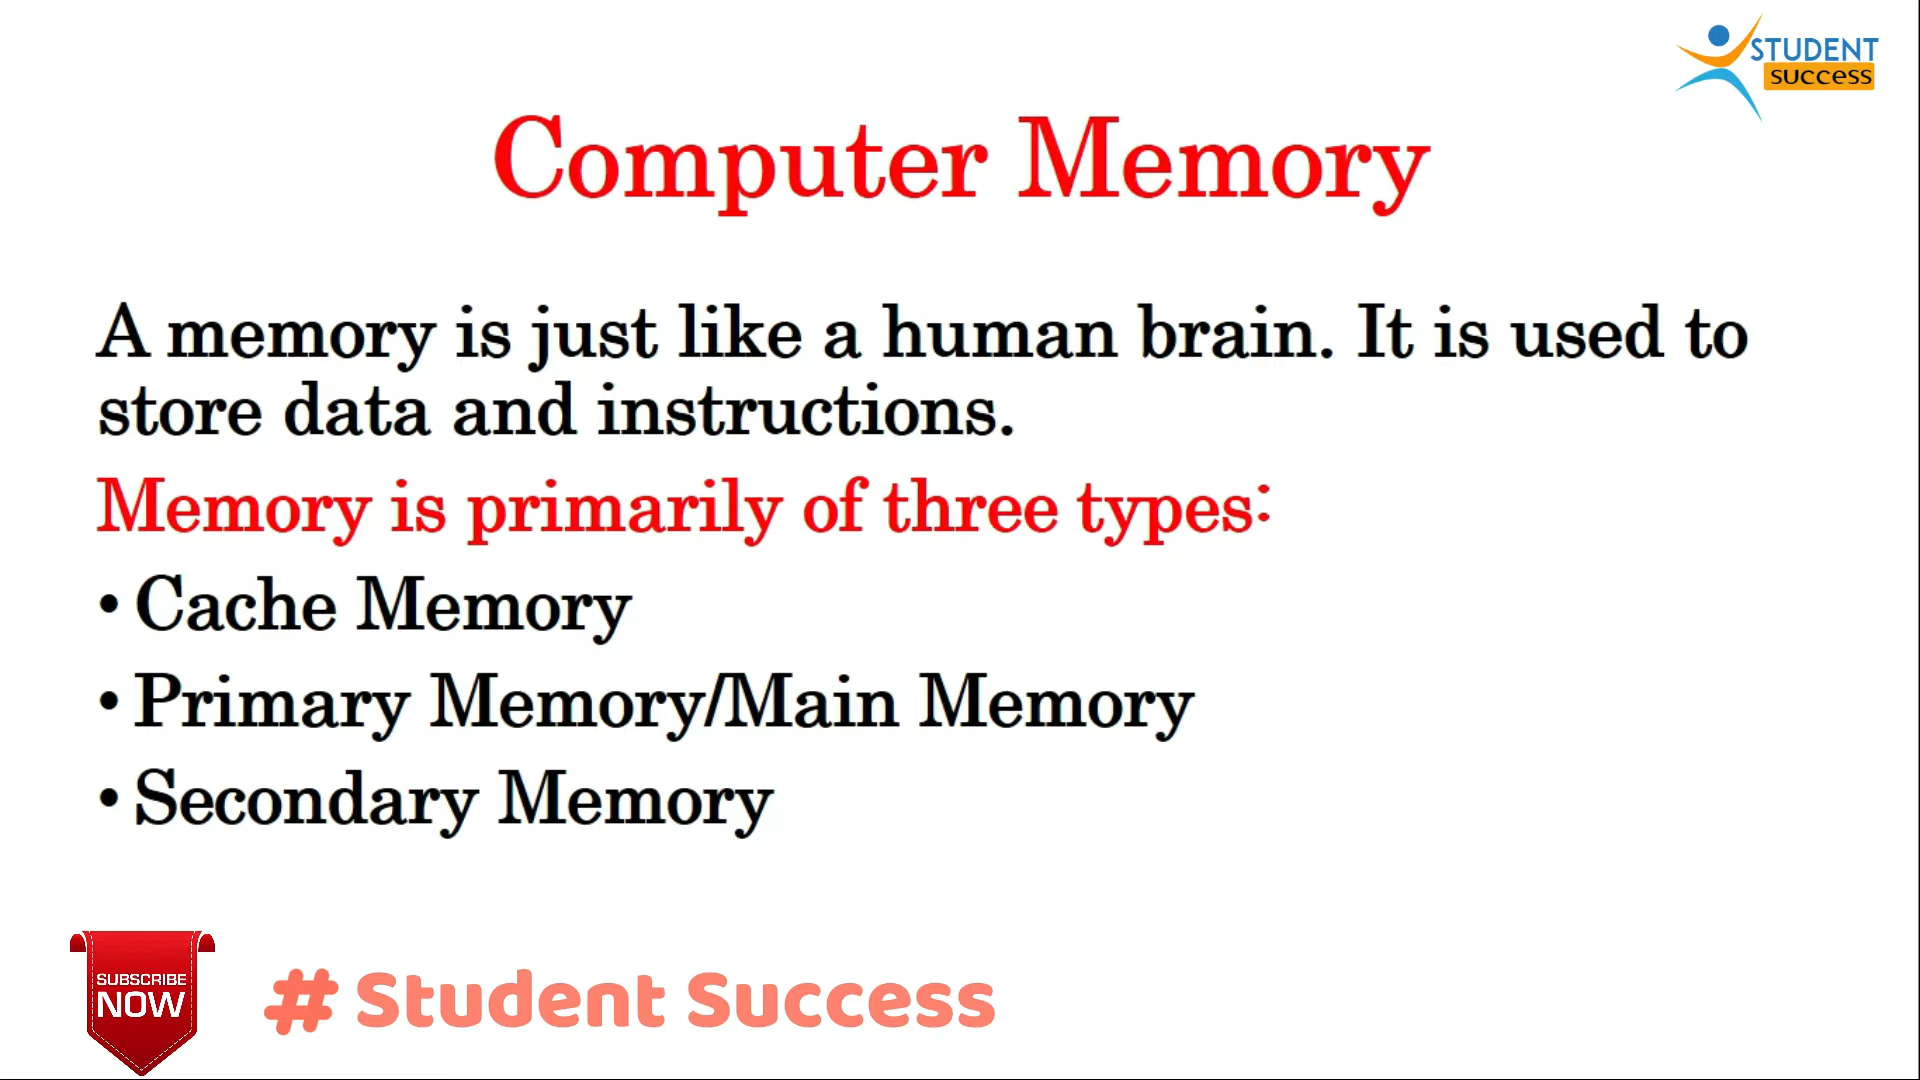 STUDENT
success
Computer Memory
A memory is just like a human brain. It is used to
store data and instructions.
Memory is primarily of three types:
• Cache Memory
• Primary Memory/Main Memory
• Secondary Memory
SUBSCRIBE
NOW
# Student Success